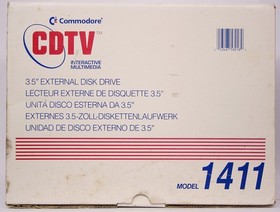 Commodore
CDTV™
INTERACTIVE
MULTIMEDIA
3.5" EXTERNAL DISK DRIVE
LECTEUR EXTERNE DE DISQUETTE 3.5"
UNITÀ DISCO ESTERNA DA 3.5"
EXTERNES 3.5-ZOLL-DISKETTENLAUFWERK
UNIDAD DE DISCO EXTERNO DE 3.5"
MODEL 1411